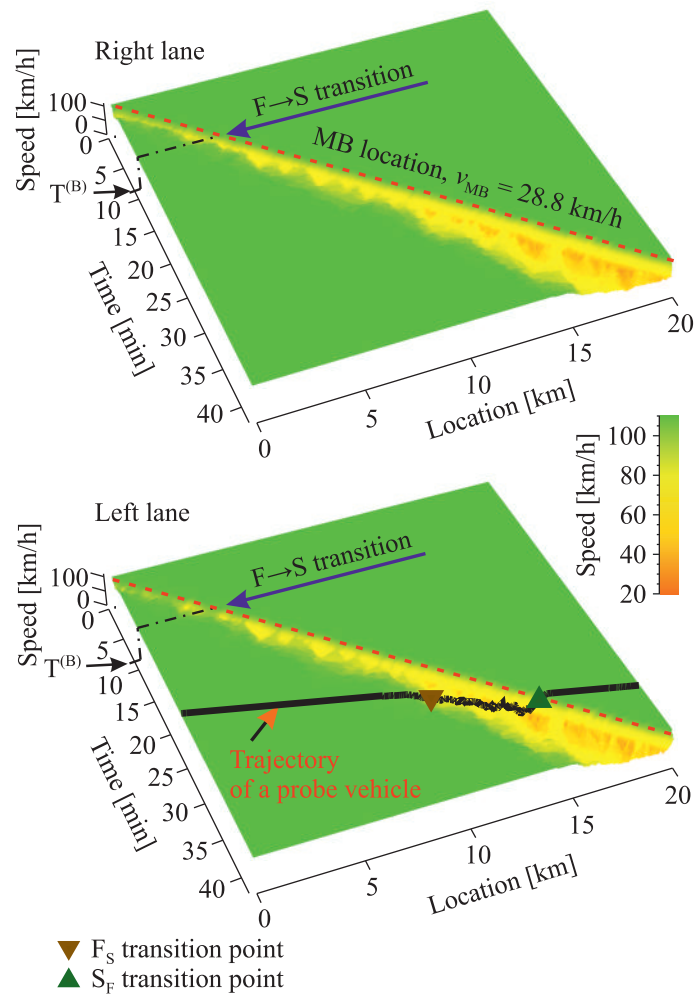 Right lane
Speed [km/h]
100
0
0
5
T(B)
10
15
20
25
30
35
40
Time [min]
F→S transition
MB location, vMB = 28.8 km/h
0
5
10
15
20
Location [km]
Speed [km/h]
100
80
60
40
20
Left lane
Speed [km/h]
100
0
0
5
T(B)
10
15
20
25
30
35
40
Time [min]
F→S transition
Trajectory
of a probe vehicle
0
5
10
15
20
Location [km]
FS transition point
SF transition point